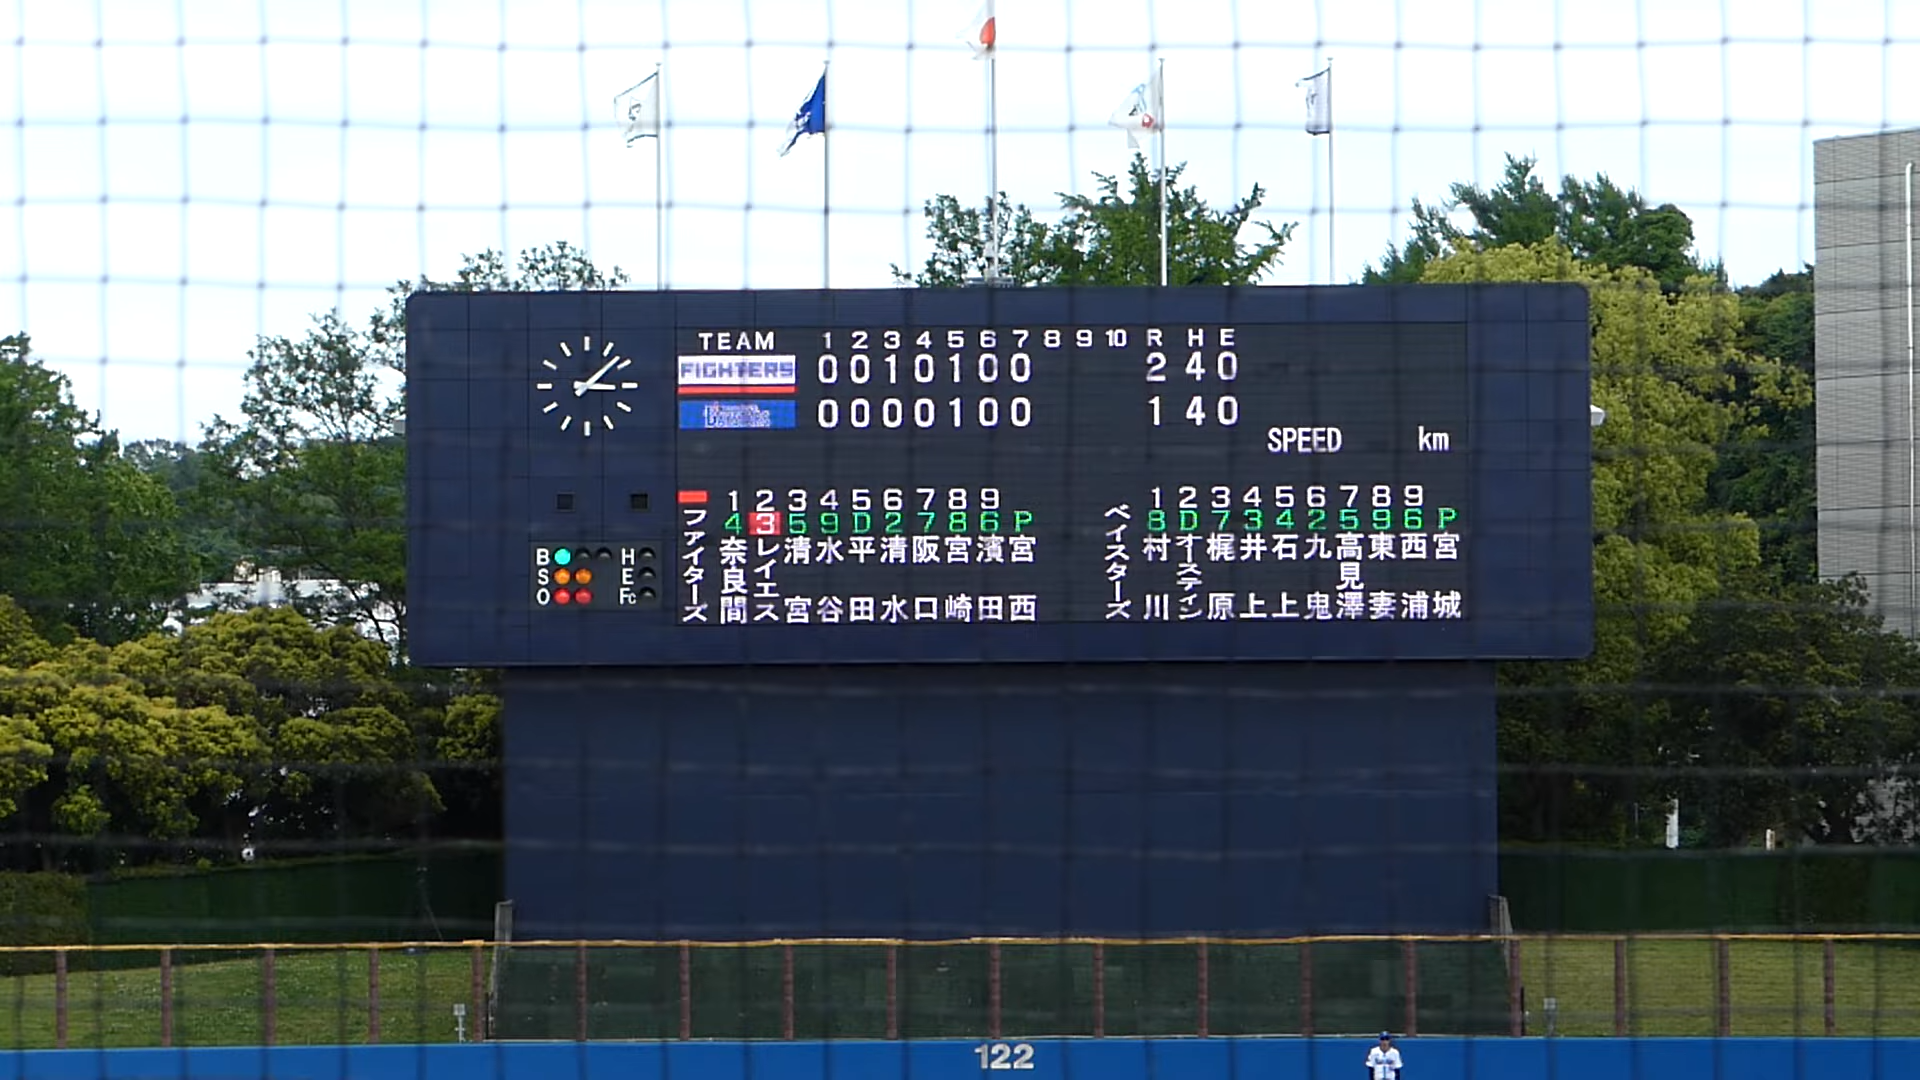 TEAM 1 2 3 4 5 6 7 8 9 10 R H E
FIGHTERS 0 0 1 0 1 0 0 2 4 0
0 0 0 0 1 0 0 1 4 0
SPEED km
1 2 3 4 5 6 7 8 9
4 3 5 9 D 2 7 8 6 P
ファイターズ
奈良間
レイエス
清宮
水谷
平田
清水
阪口
宮崎
濱田
宮西
1 2 3 4 5 6 7 8 9
8 D 7 3 4 2 5 9 6 P
ベイスターズ
村川
オースティン
梶原
井上
石上
九鬼
高見澤
東妻
西浦
宮城
B H
S E
O Fc
122